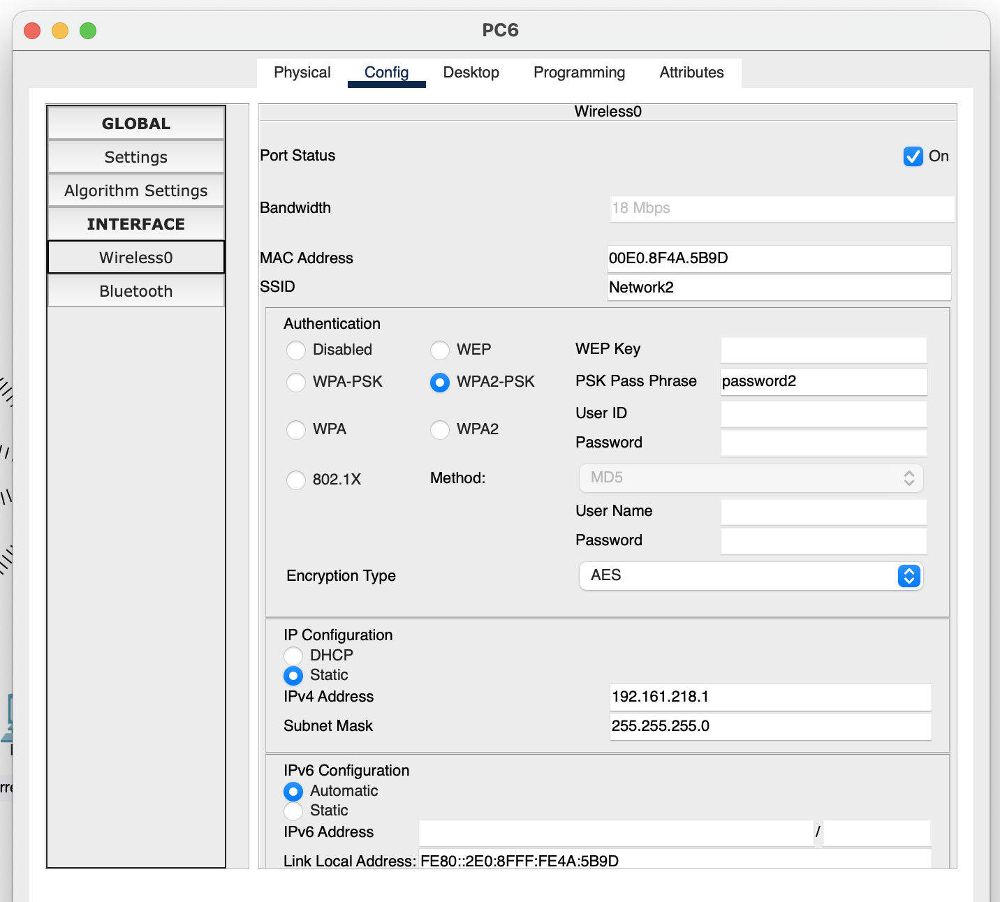 PC6
Physical Config Desktop Programming Attributes
GLOBAL
Settings
Algorithm Settings
INTERFACE
Wireless0
Bluetooth
Wireless0
Port Status On
Bandwidth 18 Mbps
MAC Address 00E0.8F4A.5B9D
SSID Network2
Authentication
Disabled WEP WEP Key
WPA-PSK WPA2-PSK PSK Pass Phrase password2
User ID
WPA WPA2
Password
802.1X Method: MD5
User Name
Password
Encryption Type AES
IP Configuration
DHCP
Static
IPv4 Address 192.161.218.1
Subnet Mask 255.255.255.0
IPv6 Configuration
Automatic
Static
IPv6 Address /
Link Local Address: FE80::2E0:8FFF:FE4A:5B9D